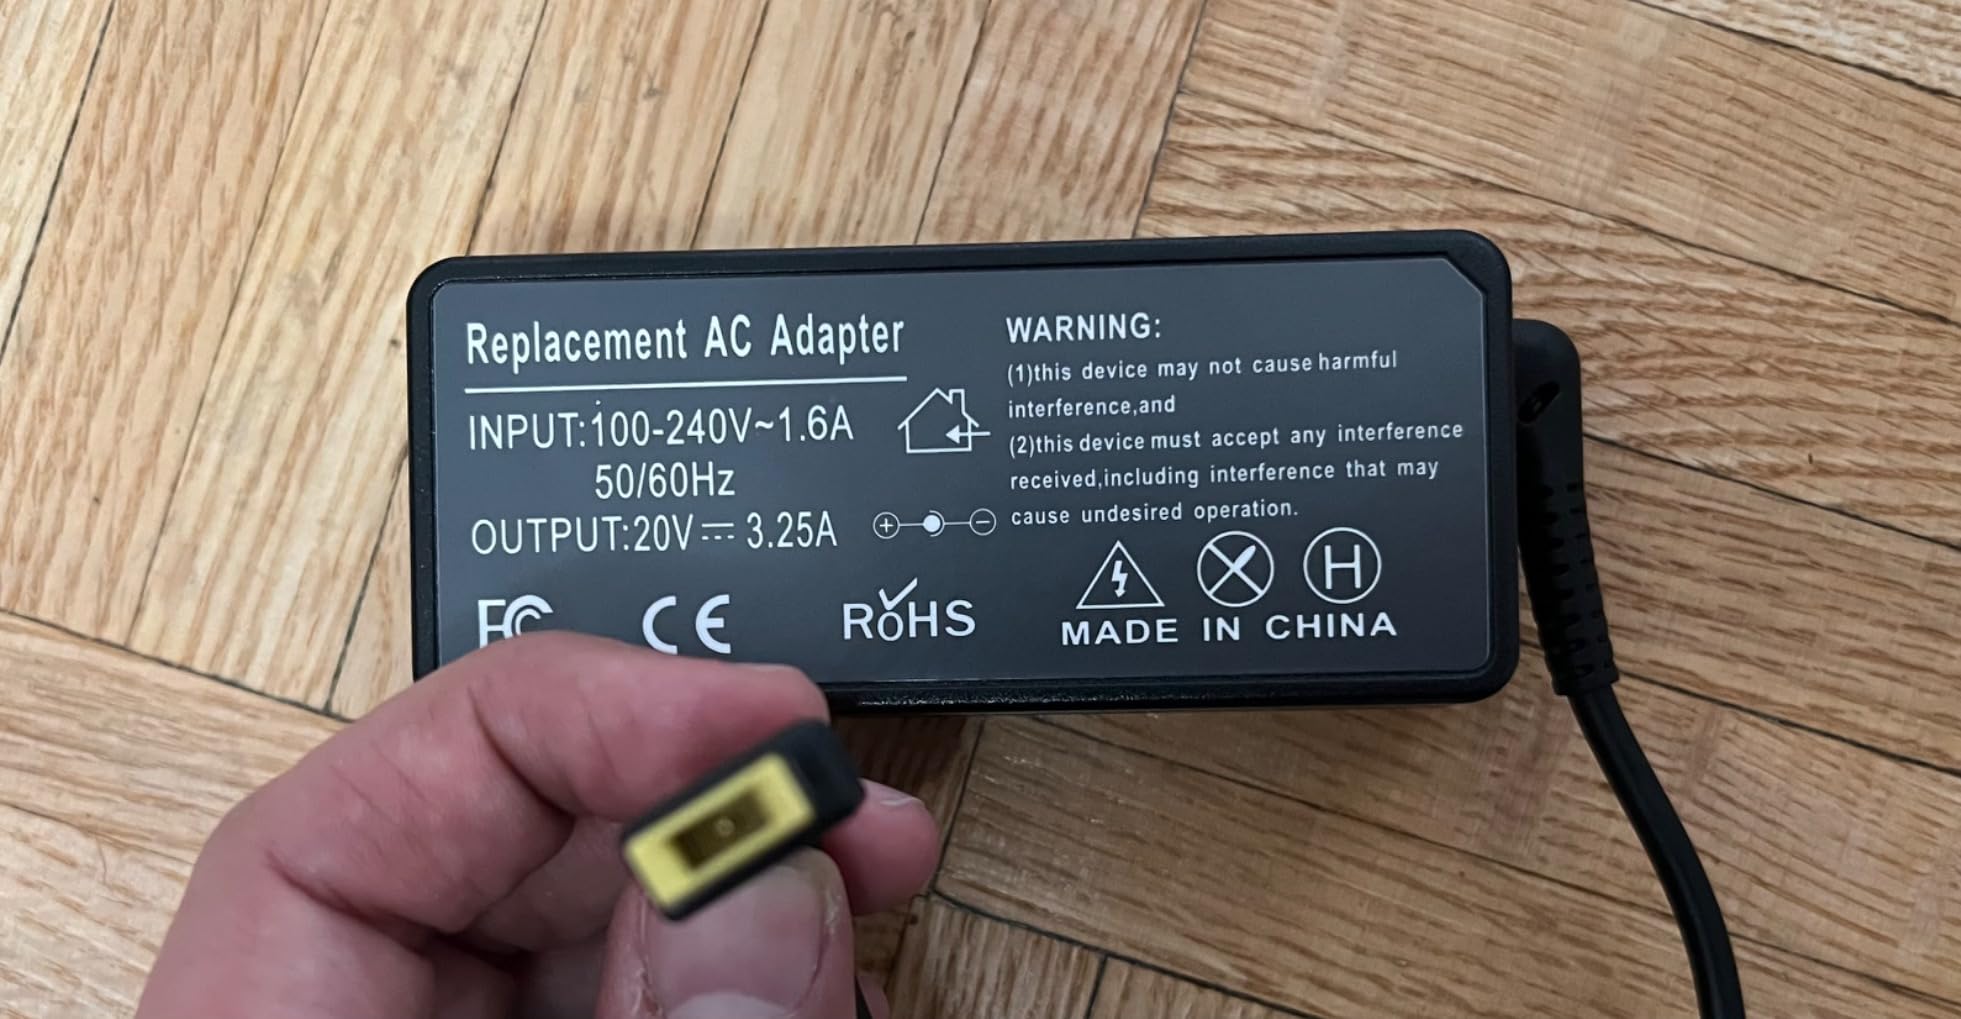 Replacement AC Adapter
INPUT:100-240V~1.6A
50/60Hz
OUTPUT:20V⎓3.25A
FC
CE
RoHS
WARNING:
(1)this device may not cause harmful
interference,and
(2)this device must accept any interference
received,including interference that may
cause undesired operation.
H
MADE IN CHINA